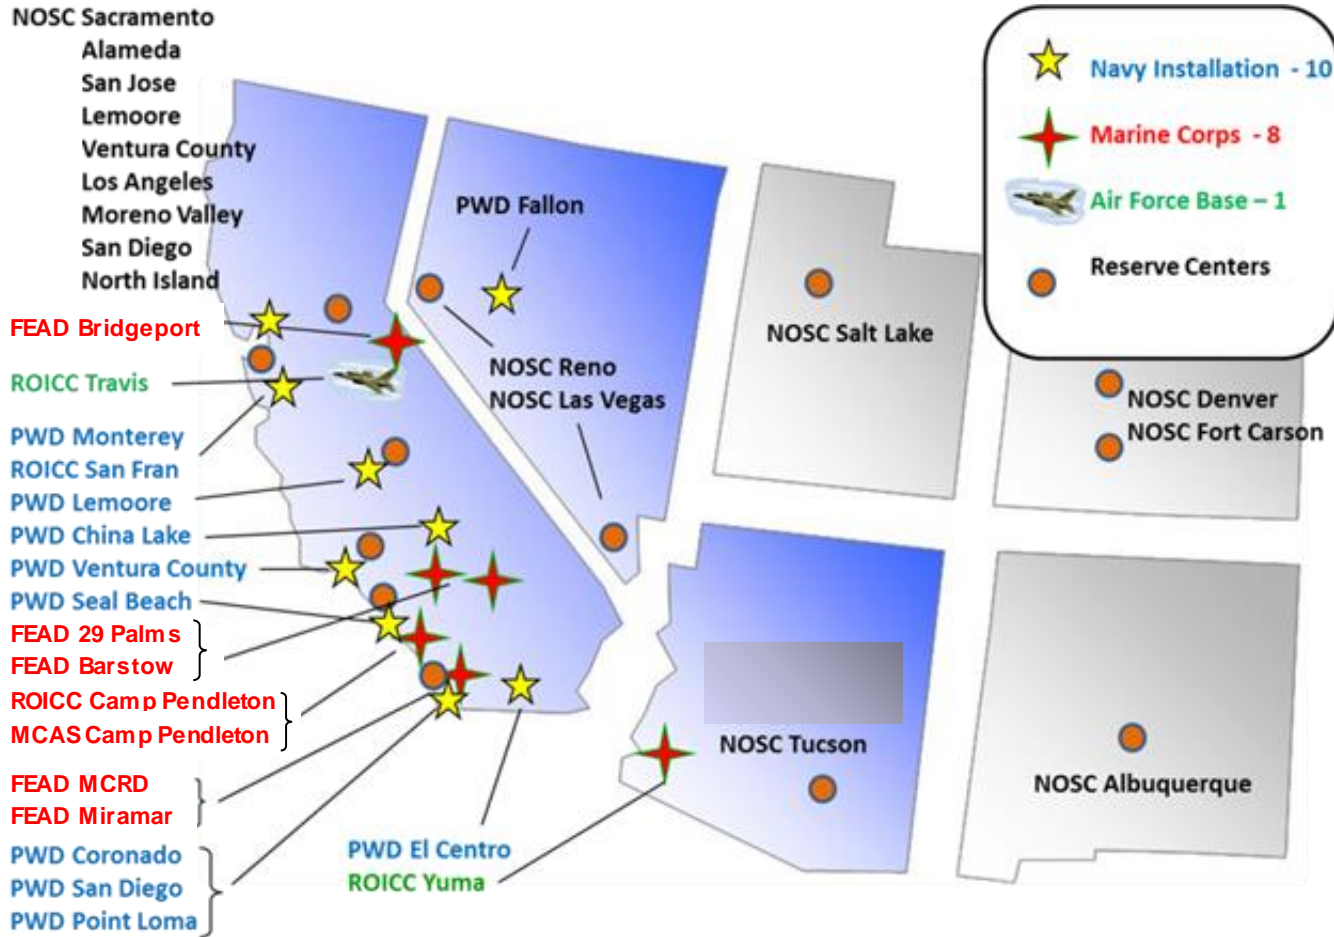 NOSC Sacramento
Alameda
San Jose
Lemoore
Ventura County
Los Angeles
Moreno Valley
San Diego
North Island
FEAD Bridgeport
ROICC Travis
PWD Monterey
ROICC San Fran
PWD Lemoore
PWD China Lake
PWD Ventura County
PWD Seal Beach
FEAD 29 Palms
FEAD Barstow
ROICC Camp Pendleton
MCAS Camp Pendleton
FEAD MCRD
FEAD Miramar
PWD Coronado
PWD San Diego
PWD Point Loma
PWD El Centro
ROICC Yuma
PWD Fallon
NOSC Reno
NOSC Las Vegas
NOSC Salt Lake
NOSC Tucson
NOSC Denver
NOSC Fort Carson
NOSC Albuquerque
Navy Installation - 10
Marine Corps - 8
Air Force Base – 1
Reserve Centers